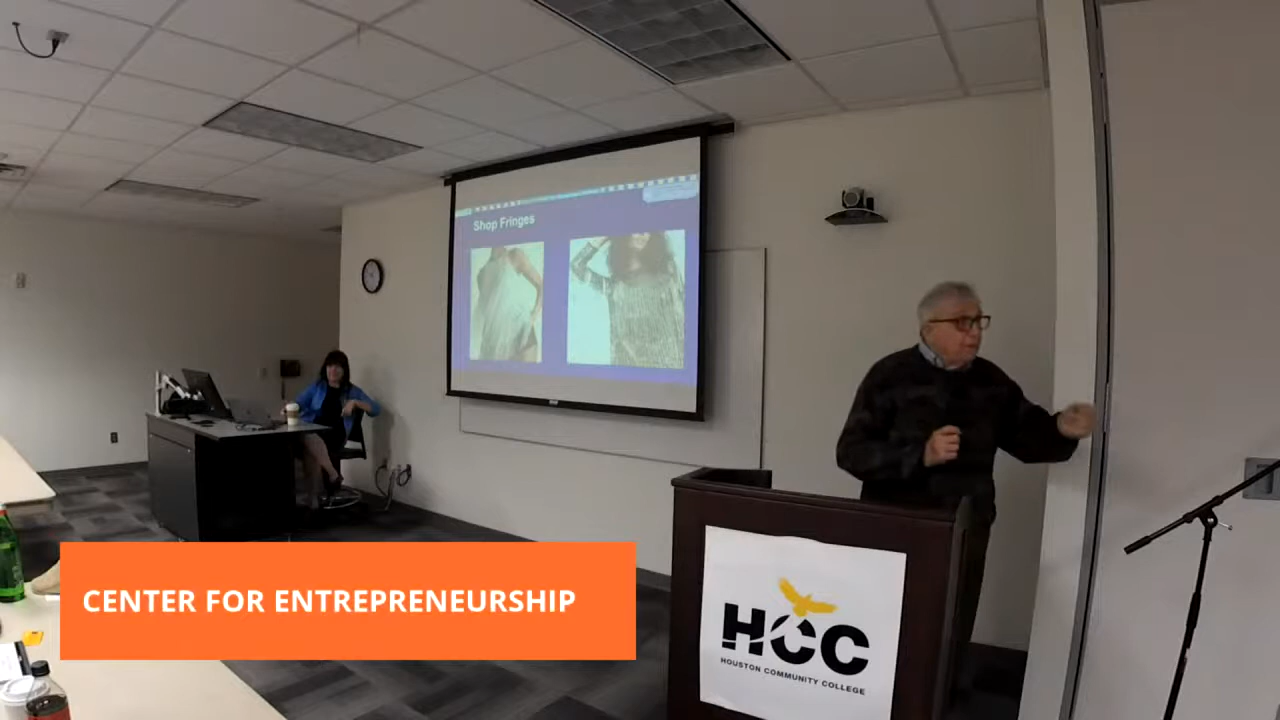 Shop Fringes
CENTER FOR ENTREPRENEURSHIP
HCC
HOUSTON COMMUNITY COLLEGE